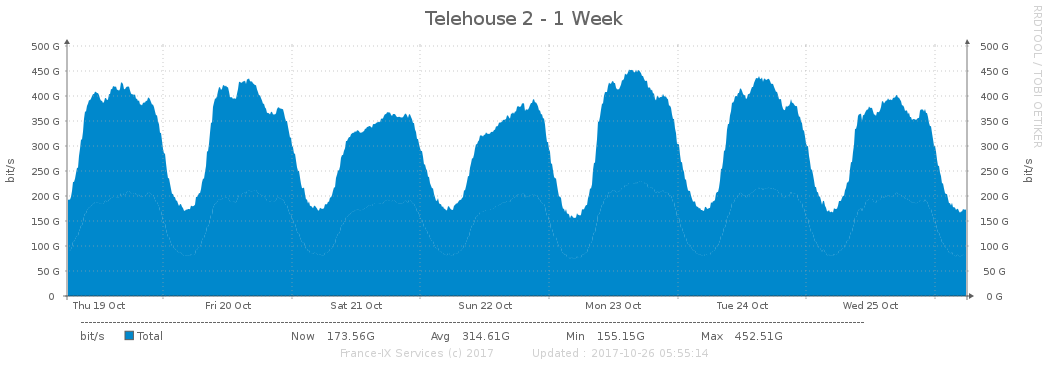 Telehouse 2 - 1 Week
RRDTOOL / TOBI OETIKER
bit/s
500 G
450 G
400 G
350 G
300 G
250 G
200 G
150 G
100 G
50 G
0
500 G
450 G
400 G
350 G
300 G
250 G
200 G
150 G
100 G
50 G
0 G
bit/s
Thu 19 Oct Fri 20 Oct Sat 21 Oct Sun 22 Oct Mon 23 Oct Tue 24 Oct Wed 25 Oct
bit/s Total Now 173.56G Avg 314.61G Min 155.15G Max 452.51G
France-IX Services (c) 2017 Updated : 2017-10-26 05:55:14